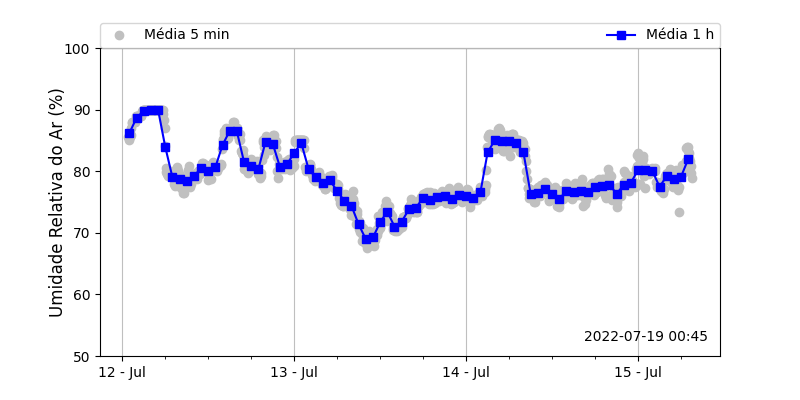 Média 5 min
Média 1 h
Umidade Relativa do Ar (%)
100
90
80
70
60
50
2022-07-19 00:45
12 - Jul
13 - Jul
14 - Jul
15 - Jul